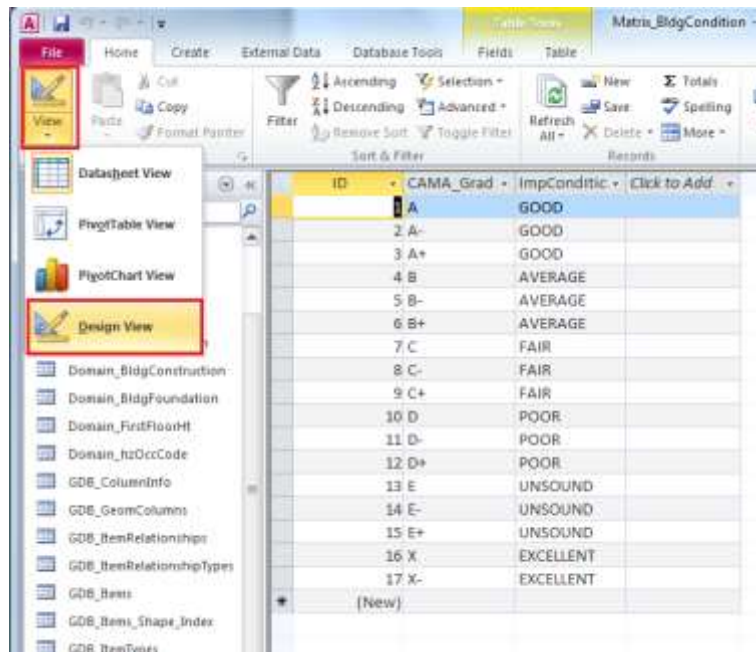 Table Tools Matrix_BldgCondition -
File Home Create External Data Database Tools Fields Table
View
Paste
Cut
Copy
Format Painter
Filter
Ascending
Descending
Remove Sort
Selection
Advanced
Toggle Filter
Sort & Filter
Refresh All
New
Save
Delete
Totals
Spelling
More
Records
Datasheet View
PivotTable View
PivotChart View
Design View
Domain_BldgConstruction
Domain_BldgFoundation
Domain_FirstFloorHt
Domain_hzOccCode
GDB_ColumnInfo
GDB_GeomColumns
GDB_ItemRelationships
GDB_ItemRelationshipTypes
GDB_Items
GDB_Items_Shape_Index
GDB_ItemTypes
ID CAMA_Grad ImpConditic Click to Add
1 A GOOD
2 A- GOOD
3 A+ GOOD
4 B AVERAGE
5 B- AVERAGE
6 B+ AVERAGE
7 C FAIR
8 C- FAIR
9 C+ FAIR
10 D POOR
11 D- POOR
12 D+ POOR
13 E UNSOUND
14 E- UNSOUND
15 E+ UNSOUND
16 X EXCELLENT
17 X- EXCELLENT
(New)